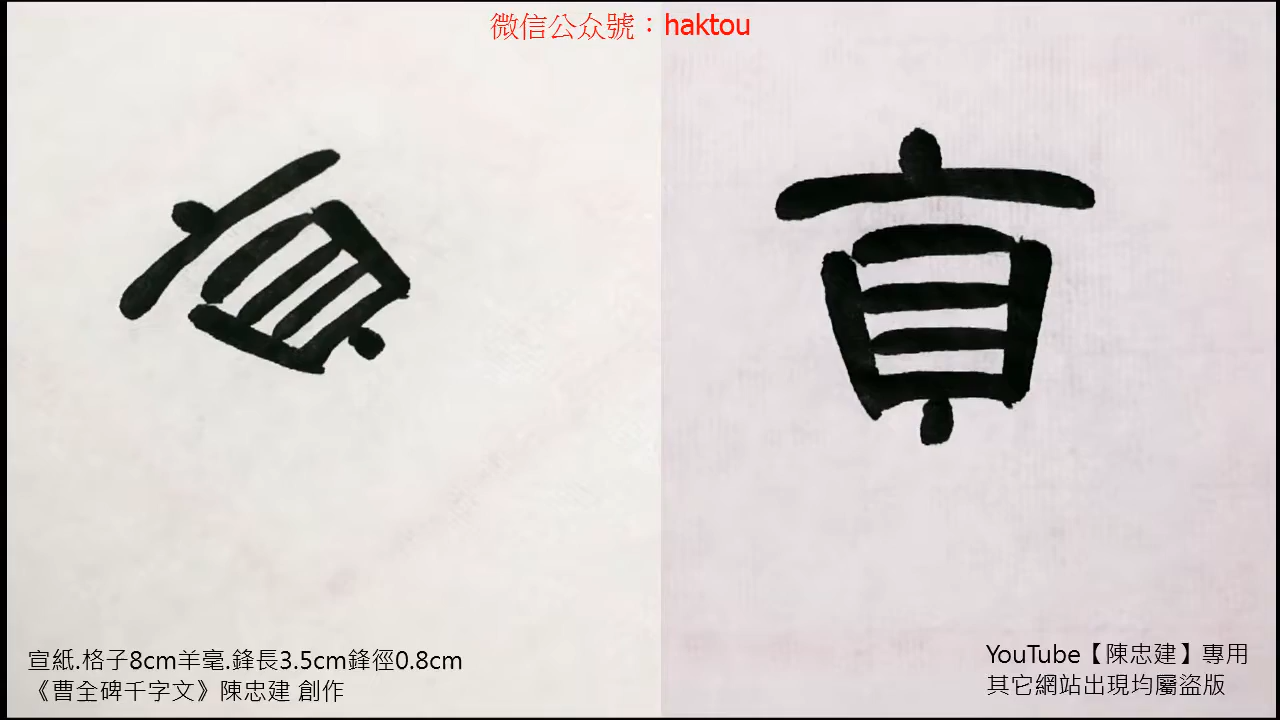 微信公众號：haktou
宣紙.格子8cm羊毫.鋒長3.5cm鋒徑0.8cm
《曹全碑千字文》陳忠建 創作
YouTube【陳忠建】專用
其它網站出現均屬盜版